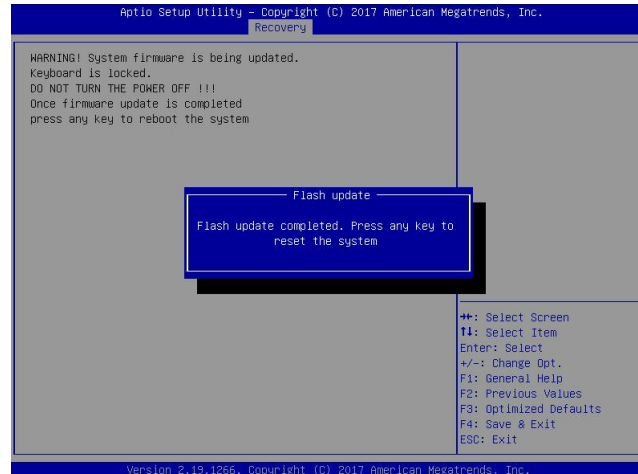 Aptio Setup Utility – Copyright (C) 2017 American Megatrends, Inc.
Recovery
WARNING! System firmware is being updated.
Keyboard is locked.
DO NOT TURN THE POWER OFF !!!
Once firmware update is completed
press any key to reboot the system
Flash update
Flash update completed. Press any key to
reset the system
→←: Select Screen
↑↓: Select Item
Enter: Select
+/-: Change Opt.
F1: General Help
F2: Previous Values
F3: Optimized Defaults
F4: Save & Exit
ESC: Exit
Version 2.19.1266. Copyright (C) 2017 American Megatrends, Inc.